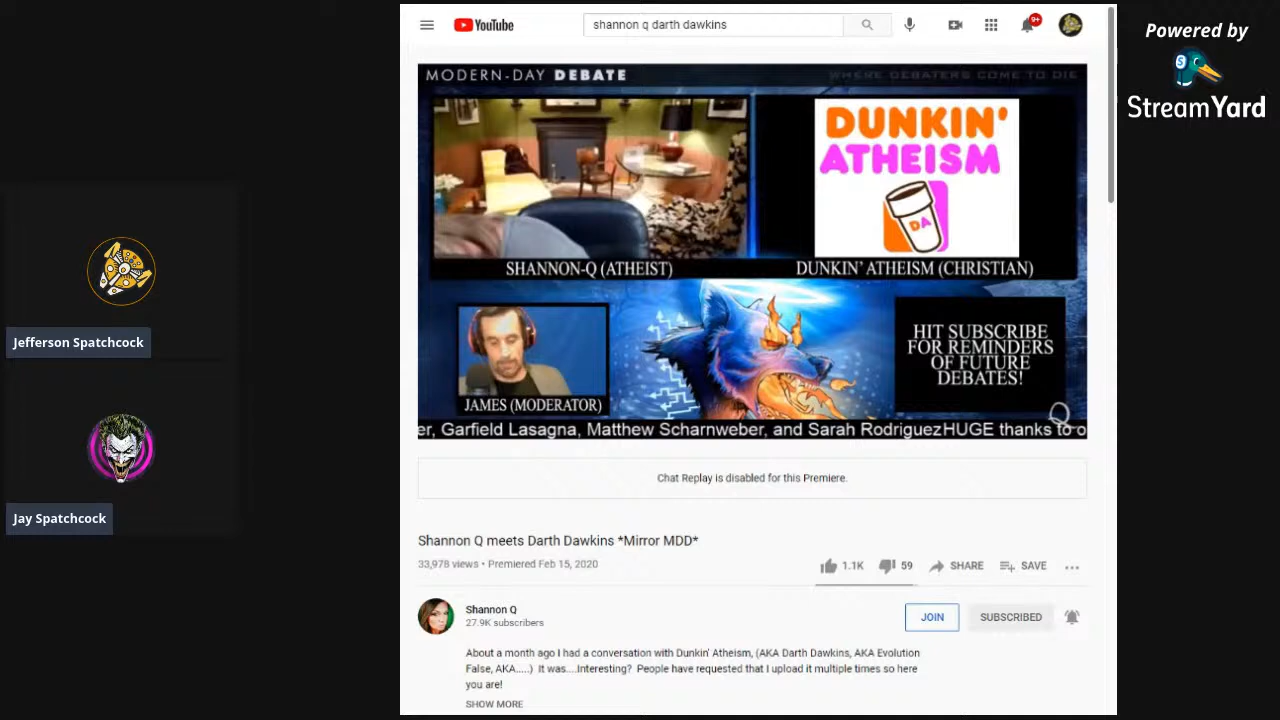 Powered by
StreamYard
YouTube
shannon q darth dawkins
9+
MODERN-DAY DEBATE
WHERE DEBATERS COME TO DIE
DUNKIN'
ATHEISM
DA
SHANNON-Q (ATHEIST)
DUNKIN' ATHEISM (CHRISTIAN)
JAMES (MODERATOR)
HIT SUBSCRIBE
FOR REMINDERS
OF FUTURE
DEBATES!
Q
er, Garfield Lasagna, Matthew Scharnweber, and Sarah RodriguezHUGE thanks to o
Chat Replay is disabled for this Premiere.
Shannon Q meets Darth Dawkins *Mirror MDD*
33,978 views • Premiered Feb 15, 2020
1.1K
59
SHARE
SAVE
Shannon Q
27.9K subscribers
JOIN
SUBSCRIBED
About a month ago I had a conversation with Dunkin' Atheism, (AKA Darth Dawkins, AKA Evolution
False, AKA.....) It was....Interesting? People have requested that I upload it multiple times so here
you are!
SHOW MORE
Jefferson Spatchcock
Jay Spatchcock